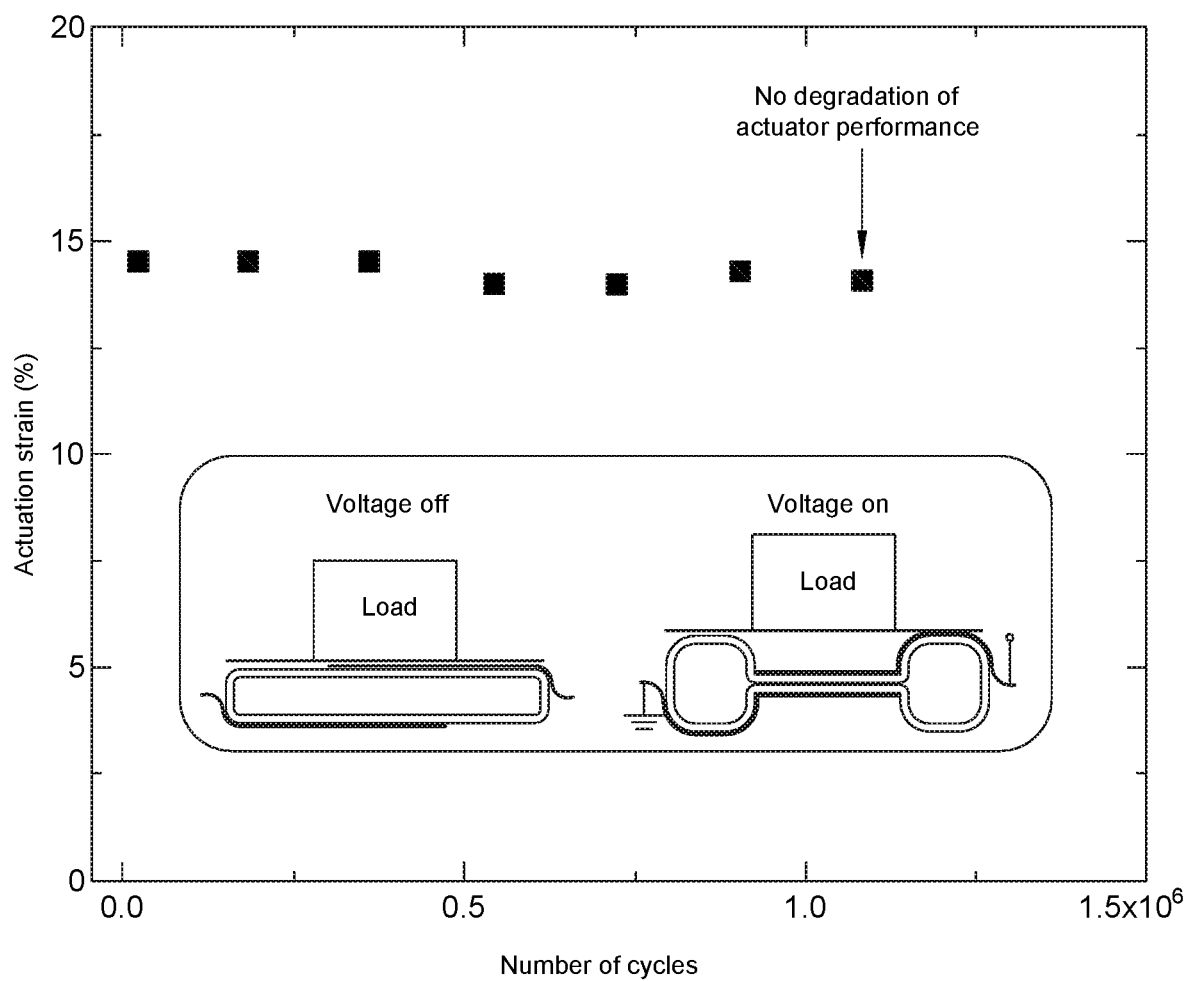 20
No degradation of
actuator performance
15
Actuation strain (%)
10
Voltage off
Voltage on
Load
Load
5
0
0.0
0.5
1.0
1.5x10⁶
Number of cycles